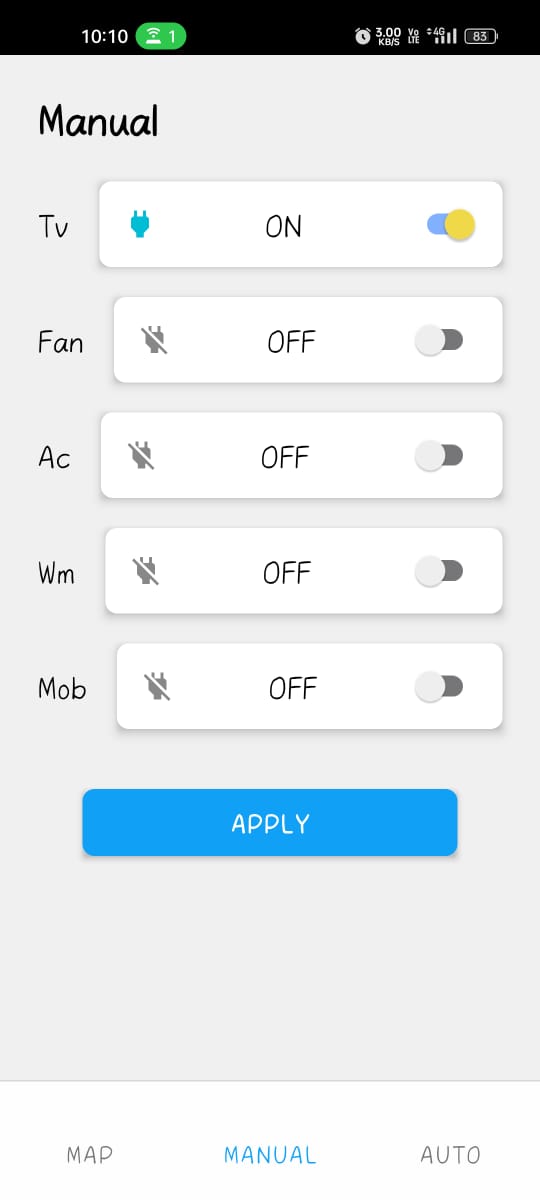 10:10 1 3.00 KB/S Vo LTE 4G 83
Manual
Tv ON
Fan OFF
Ac OFF
Wm OFF
Mob OFF
APPLY
MAP MANUAL AUTO